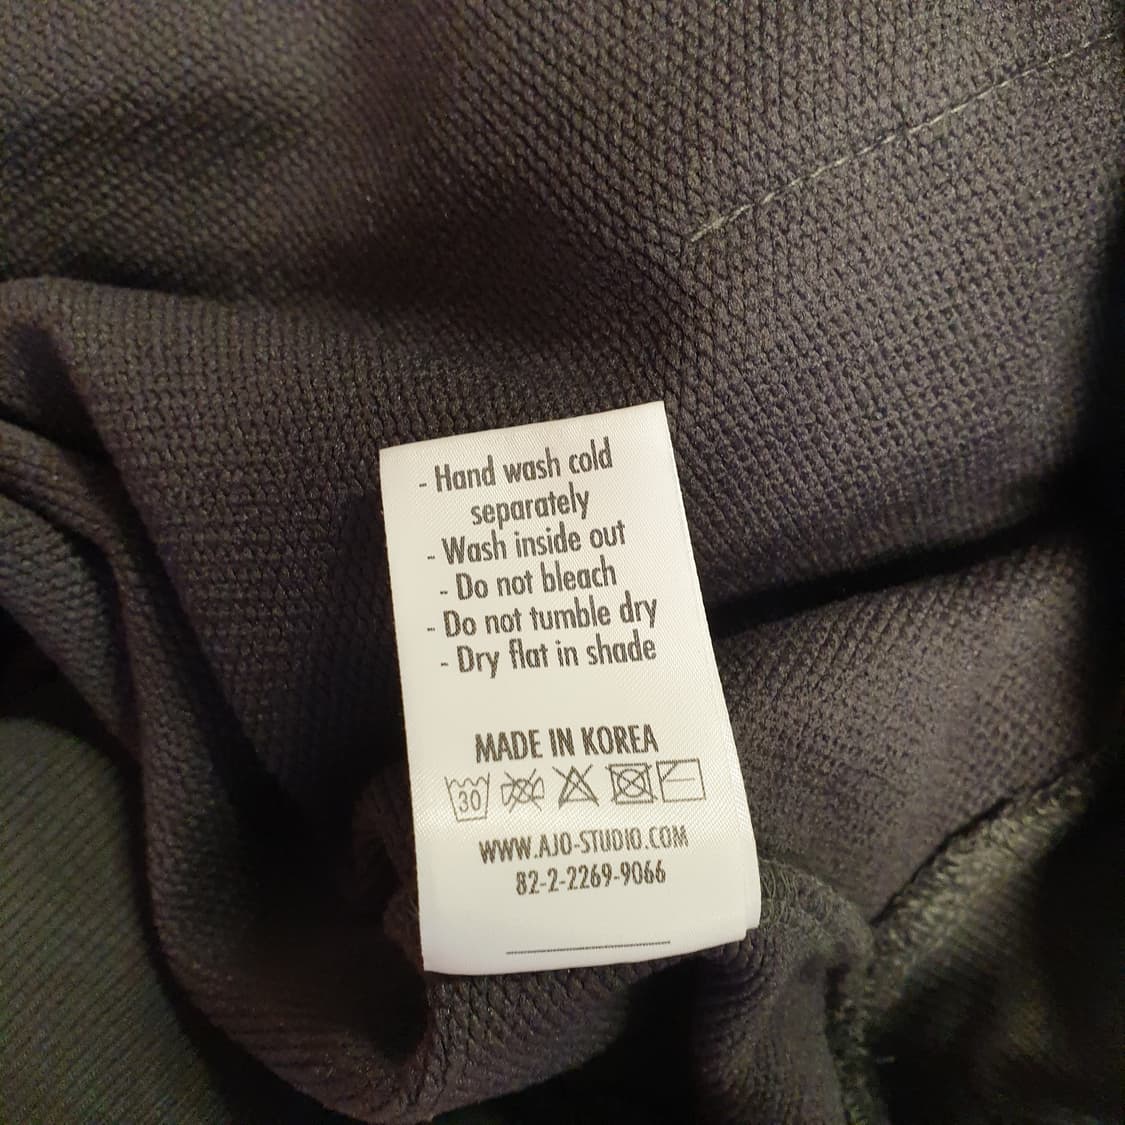 - Hand wash cold
separately
- Wash inside out
- Do not bleach
- Do not tumble dry
- Dry flat in shade
MADE IN KOREA
30
WWW.AJO-STUDIO.COM
82-2-2269-9066